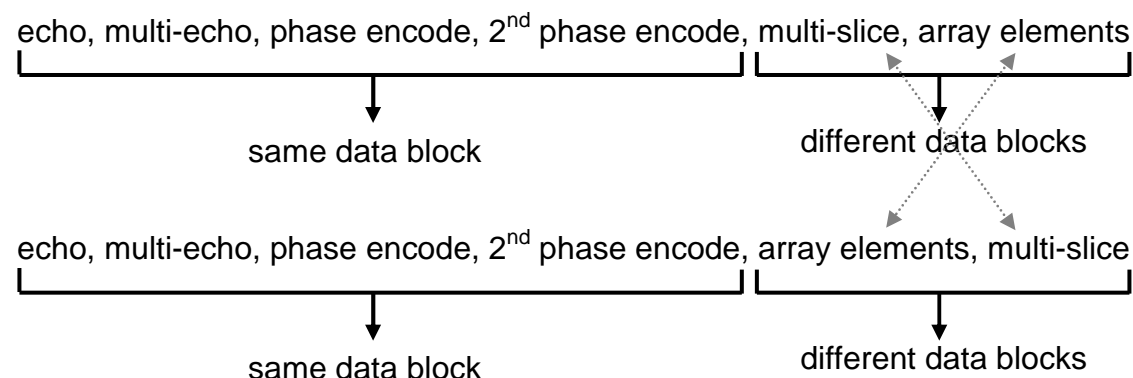 echo, multi-echo, phase encode, 2nd phase encode, multi-slice, array elements
same data block
different data blocks
echo, multi-echo, phase encode, 2nd phase encode, array elements, multi-slice
same data block
different data blocks